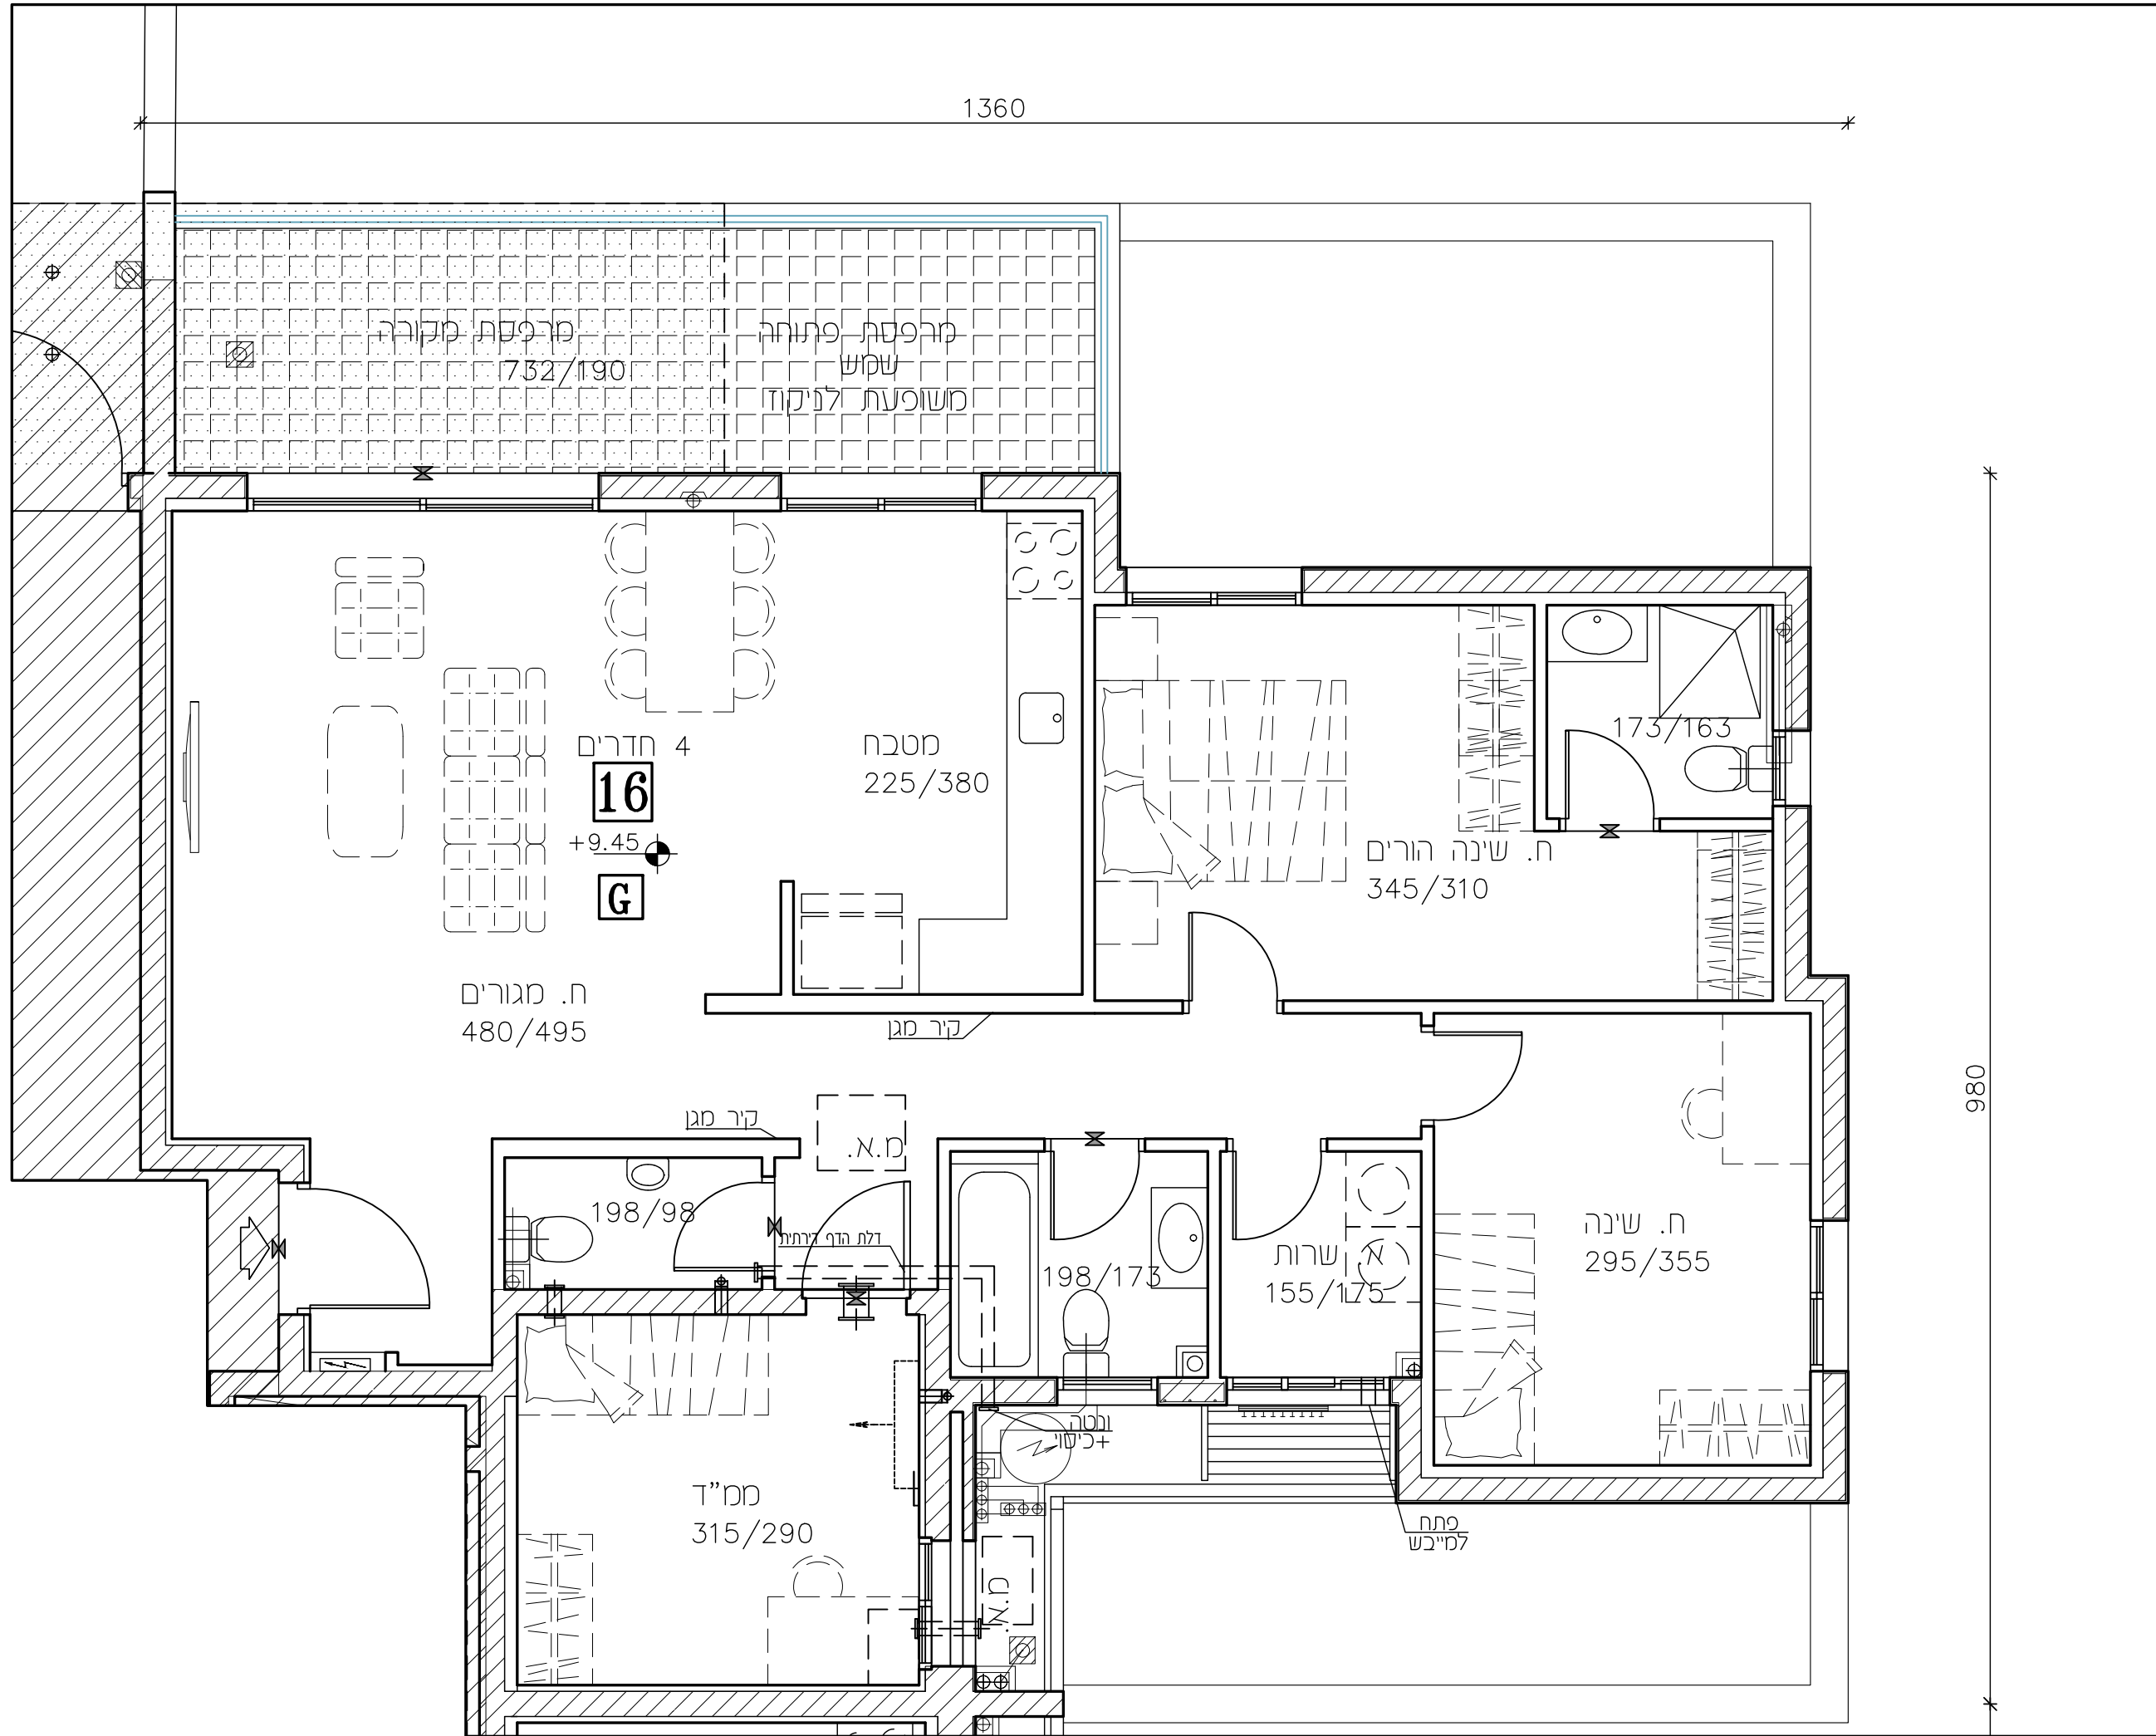 1360
מרפסת מקורה
732/190
מרפסת פתוחה
שמש
משופעת לניקוז
4 חדרים
16
+9.45
G
מטבח
225/380
173/163
ח. שינה הורים
345/310
ח. מגורים
480/495
קיר מגן
980
קיר מגן
מ.א.
198/98
דלת הדף דירתית
198/173
א. שרות
155/175
ח. שינה
295/355
ונטה
+כיסוי
ממ"ד
315/290
פתח
למייבש
מ.א.